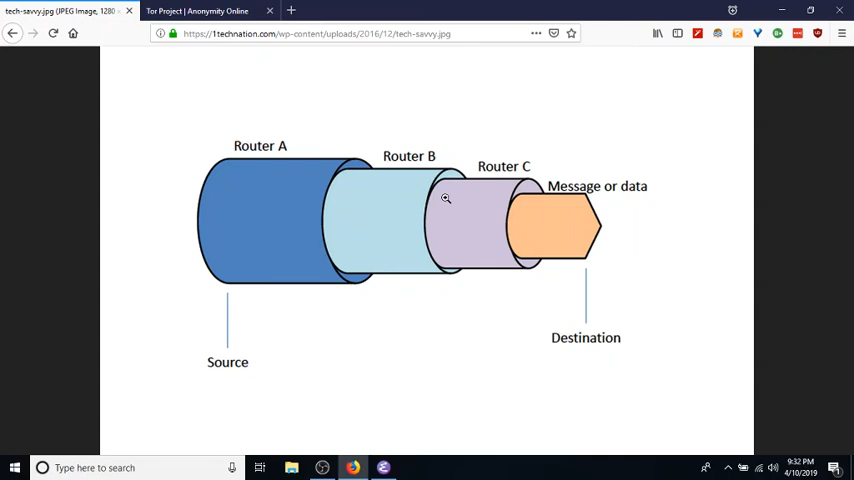 tech-savvy.jpg (JPEG Image, 1280 ×
Tor Project | Anonymity Online
https://1technation.com/wp-content/uploads/2016/12/tech-savvy.jpg
Router A
Router B
Router C
Message or data
Destination
Source
Type here to search
9:32 PM
4/10/2019